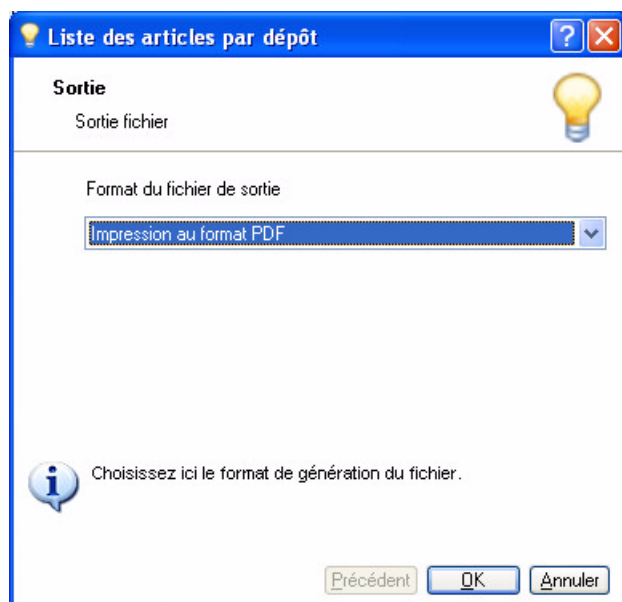 Liste des articles par dépôt
Sortie
Sortie fichier
Format du fichier de sortie
Impression au format PDF
Choisissez ici le format de génération du fichier.
Précédent OK Annuler